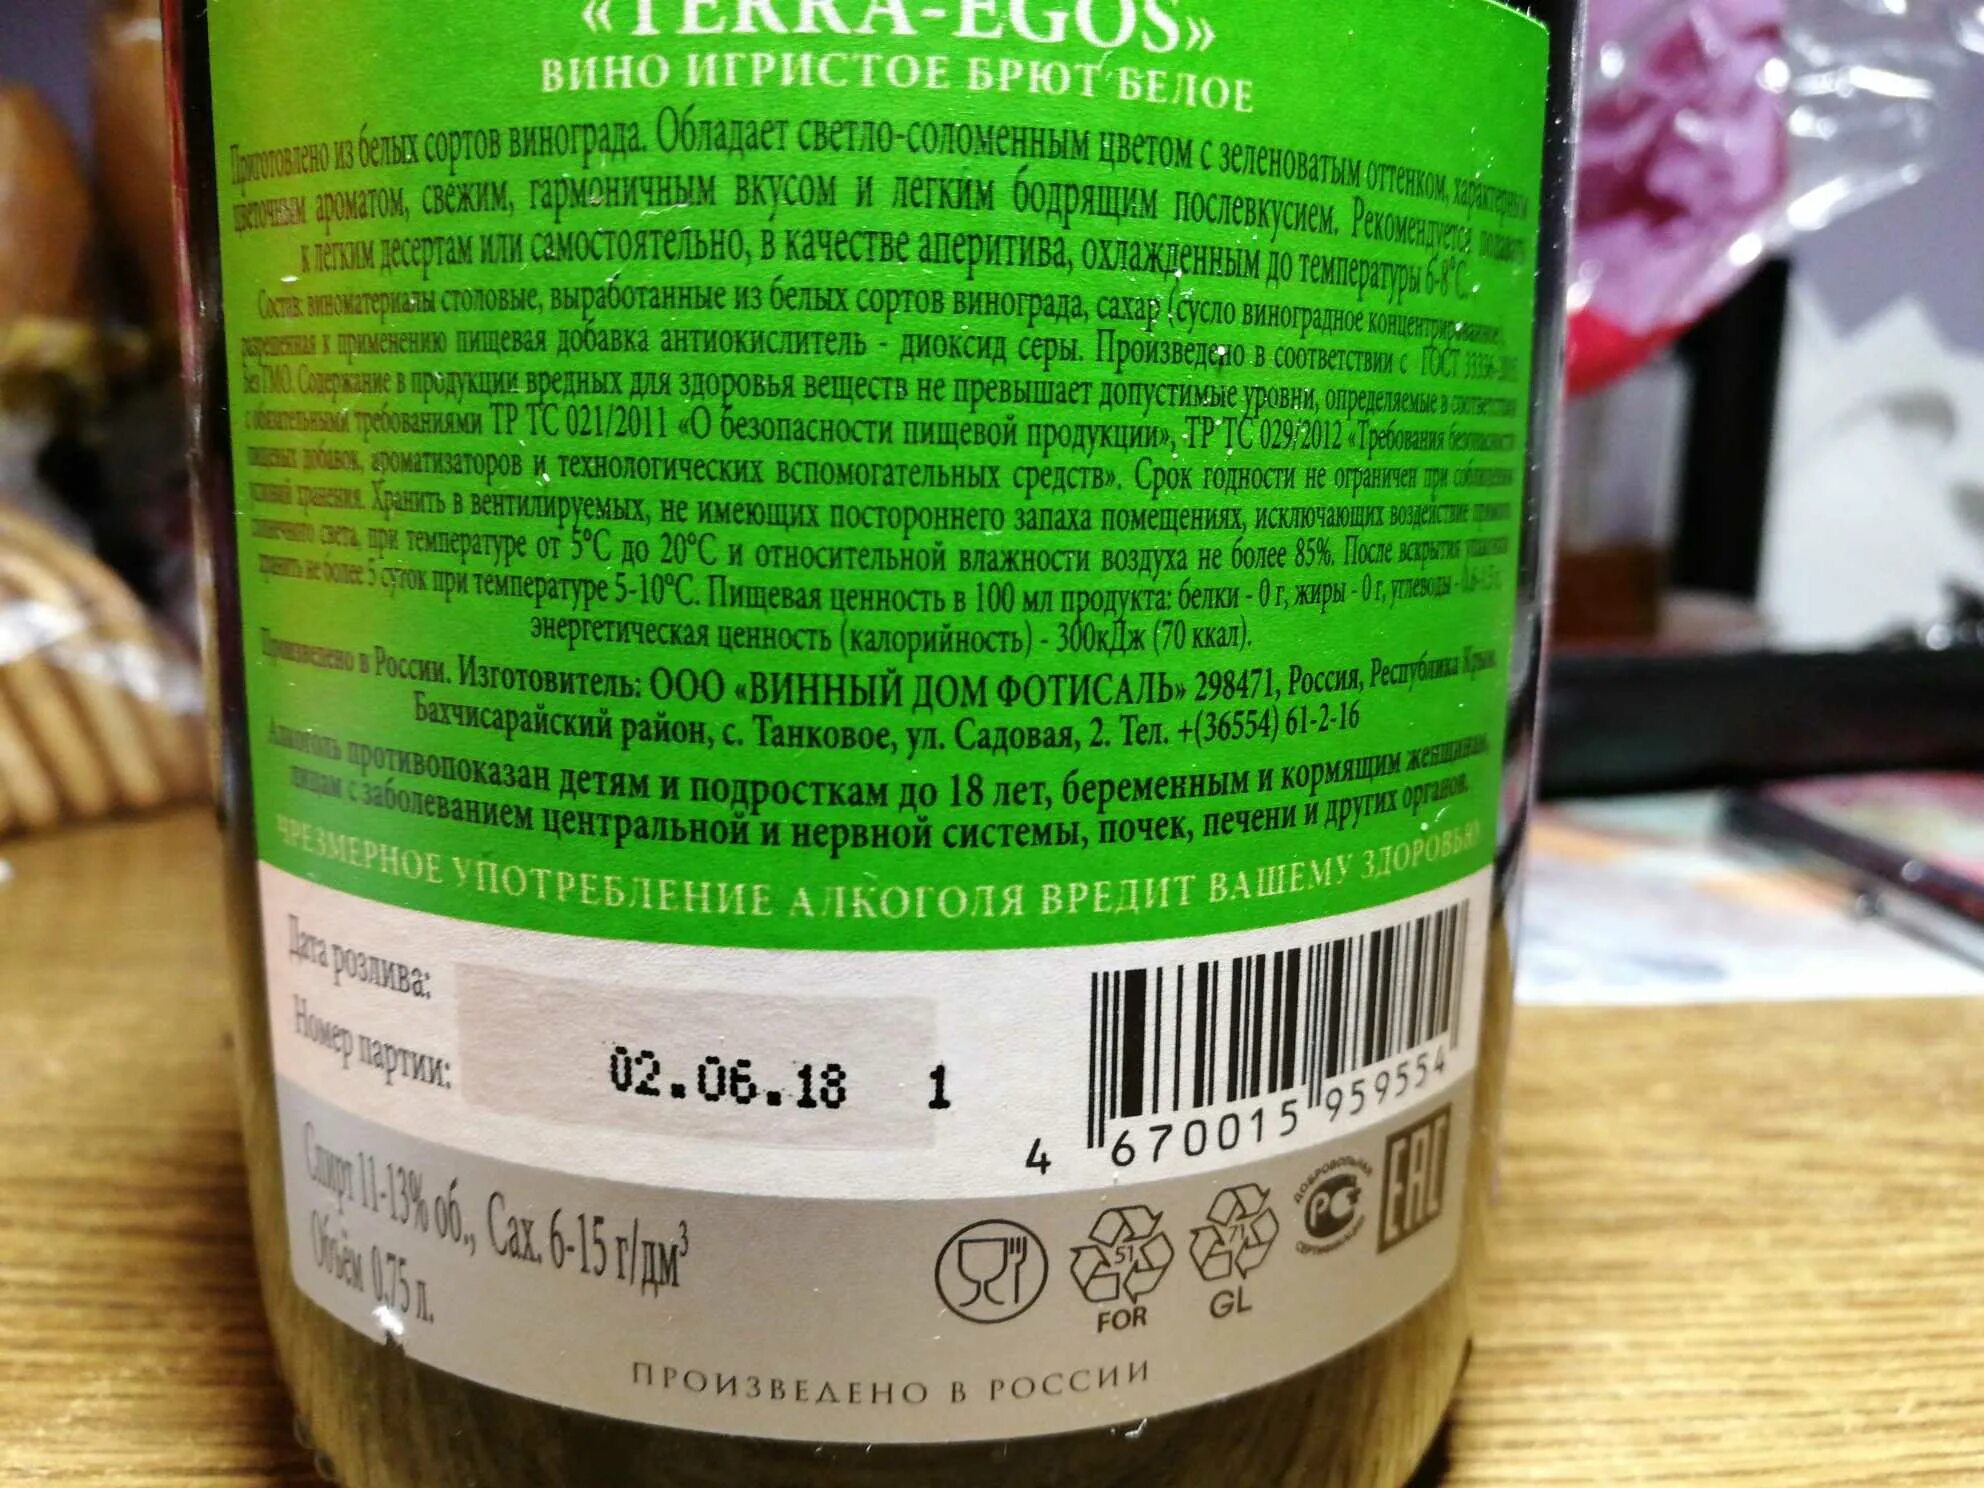 «TERRA-EGOS»
ВИНО ИГРИСТОЕ БРЮТ БЕЛОЕ
Приготовлено из белых сортов винограда. Обладает светло-соломенным цветом с зеленоватым оттенком, характерным
цветочным ароматом, свежим, гармоничным вкусом и легким бодрящим послевкусием. Рекомендуется подавать
к легким десертам или самостоятельно, в качестве аперитива, охлажденным до температуры 6-8°С.
Состав: виноматериалы столовые, выработанные из белых сортов винограда, сахар (сусло виноградное концентрированное),
разрешенная к применению пищевая добавка антиокислитель - диоксид серы. Произведено в соответствии с ГОСТ 33336-
Без ГМО. Содержание в продукции вредных для здоровья веществ не превышает допустимые уровни, определяемые в соответствии
с обязательными требованиями ТР ТС 021/2011 «О безопасности пищевой продукции», ТР ТС 029/2012 «Требования безопасности
пищевых добавок, ароматизаторов и технологических вспомогательных средств». Срок годности не ограничен при соблюдении
условий хранения. Хранить в вентилируемых, не имеющих постороннего запаха помещениях, исключающих воздействие прямого
солнечного света, при температуре от 5°С до 20°С и относительной влажности воздуха не более 85%. После вскрытия упаковки
хранить не более 5 суток при температуре 5-10°С. Пищевая ценность в 100 мл продукта: белки - 0 г, жиры - 0 г, углеводы - 0,6-1,5 г,
энергетическая ценность (калорийность) - 300кДж (70 ккал).
Произведено в России. Изготовитель: ООО «ВИННЫЙ ДОМ ФОТИСАЛЬ» 298471, Россия, Республика Крым,
Бахчисарайский район, с. Танковое, ул. Садовая, 2. Тел. +(36554) 61-2-16
Алкоголь противопоказан детям и подросткам до 18 лет, беременным и кормящим женщинам,
лицам с заболеванием центральной и нервной системы, почек, печени и других органов.
ЧРЕЗМЕРНОЕ УПОТРЕБЛЕНИЕ АЛКОГОЛЯ ВРЕДИТ ВАШЕМУ ЗДОРОВЬЮ
Дата розлива:
Номер партии:
02.06.18 1
4 670015 959554
Спирт 11-13% об., Сах. 6-15 г/дм³
Объём 0,75 л.
51
FOR
71
GL
ДОБРОВОЛЬНАЯ
РС
СЕРТИФИКАЦИЯ
EAC
ПРОИЗВЕДЕНО В РОССИИ